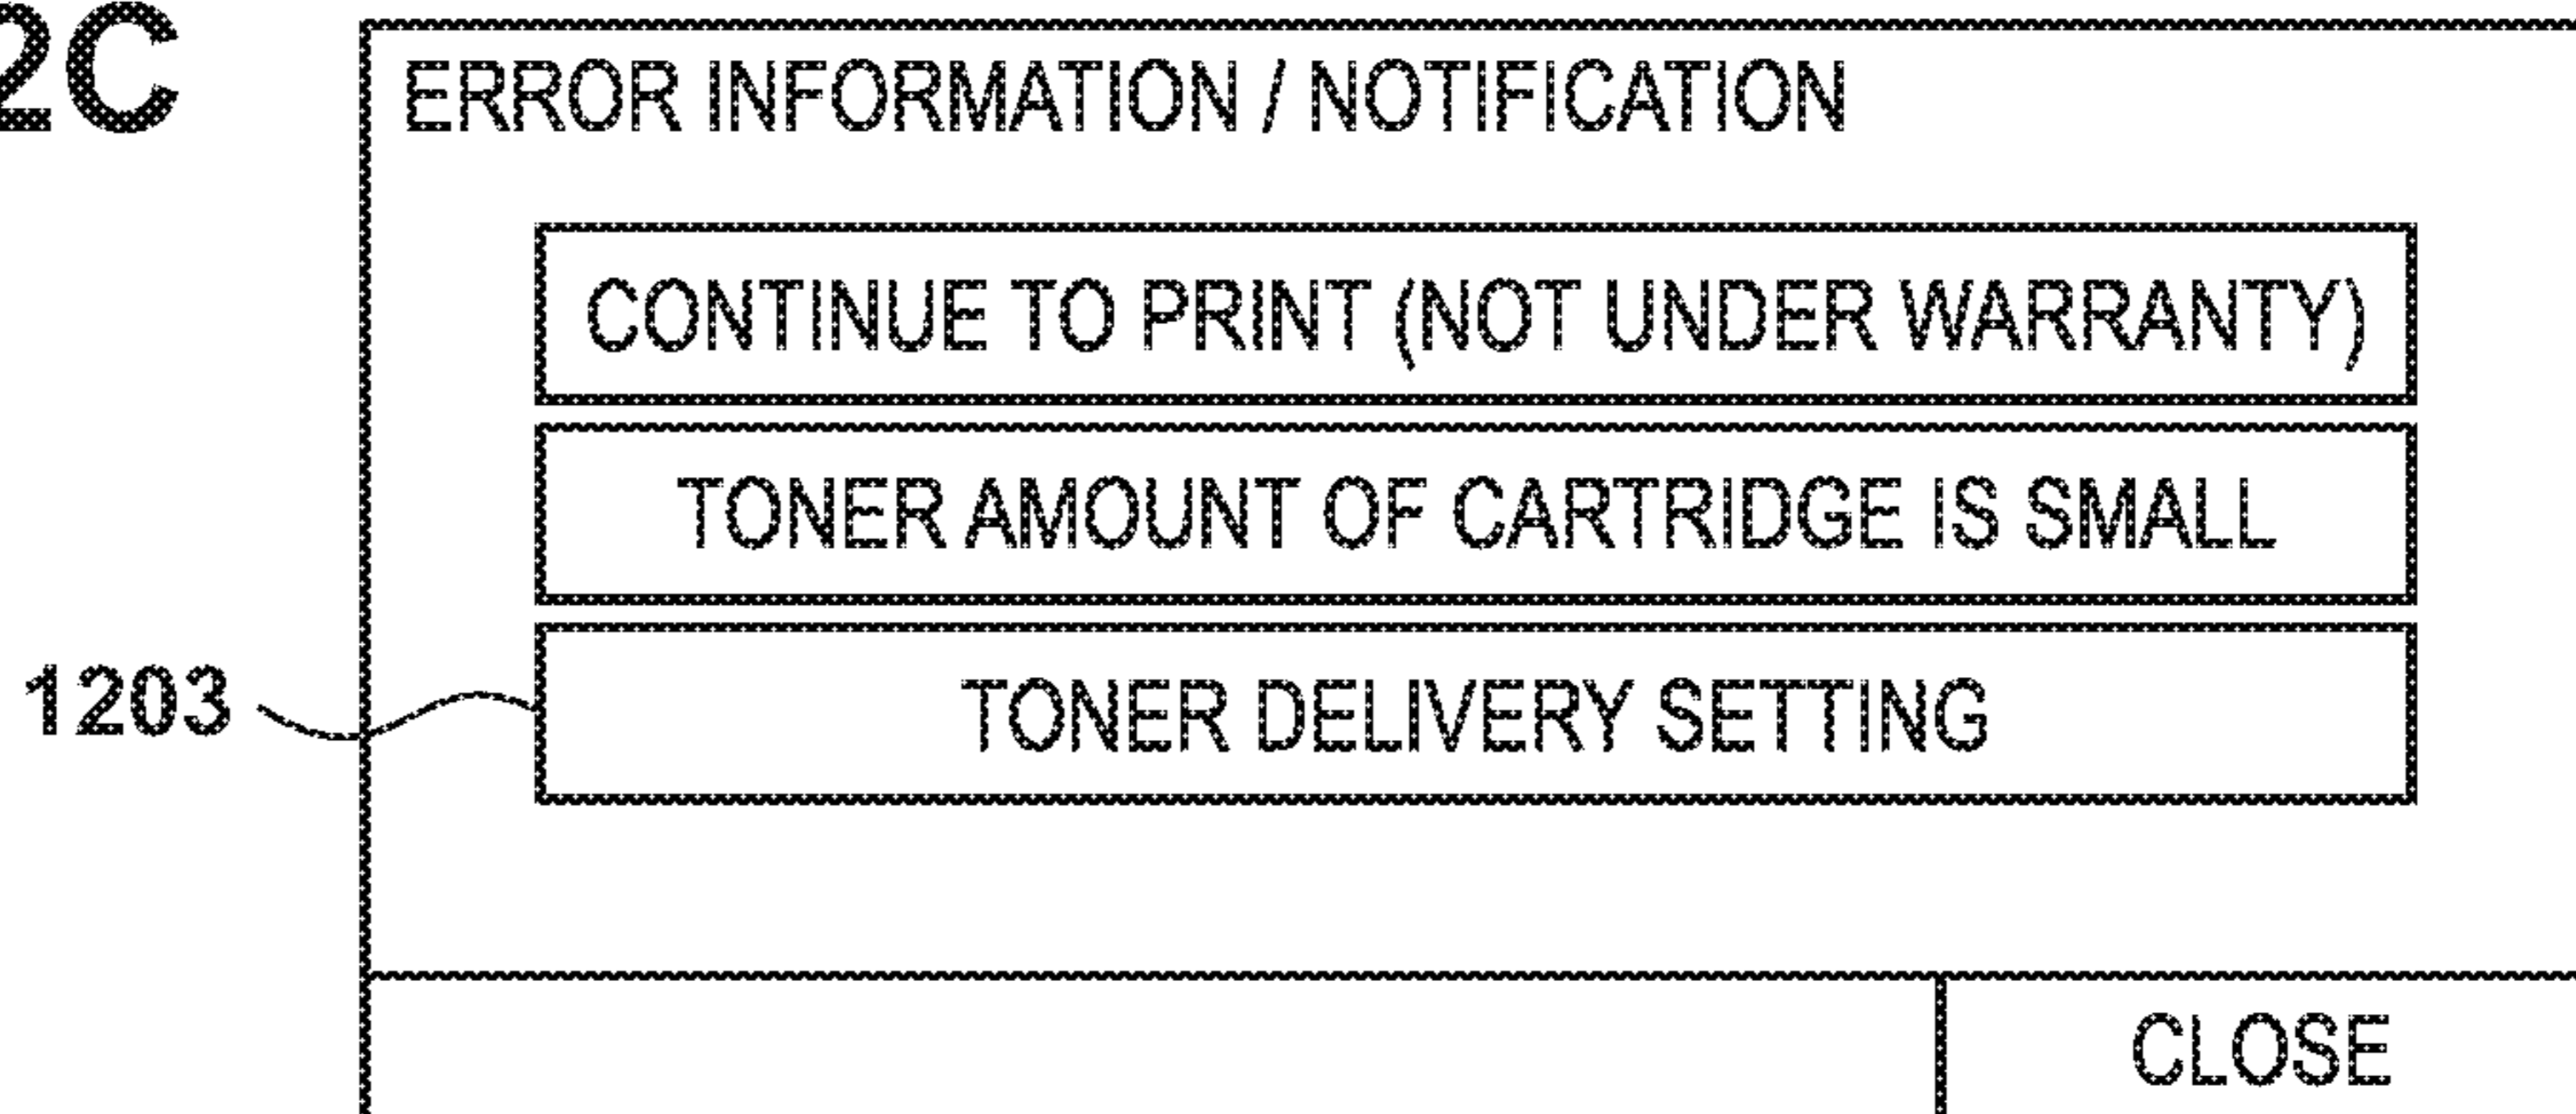 2C
ERROR INFORMATION / NOTIFICATION
CONTINUE TO PRINT (NOT UNDER WARRANTY)
TONER AMOUNT OF CARTRIDGE IS SMALL
1203
TONER DELIVERY SETTING
CLOSE